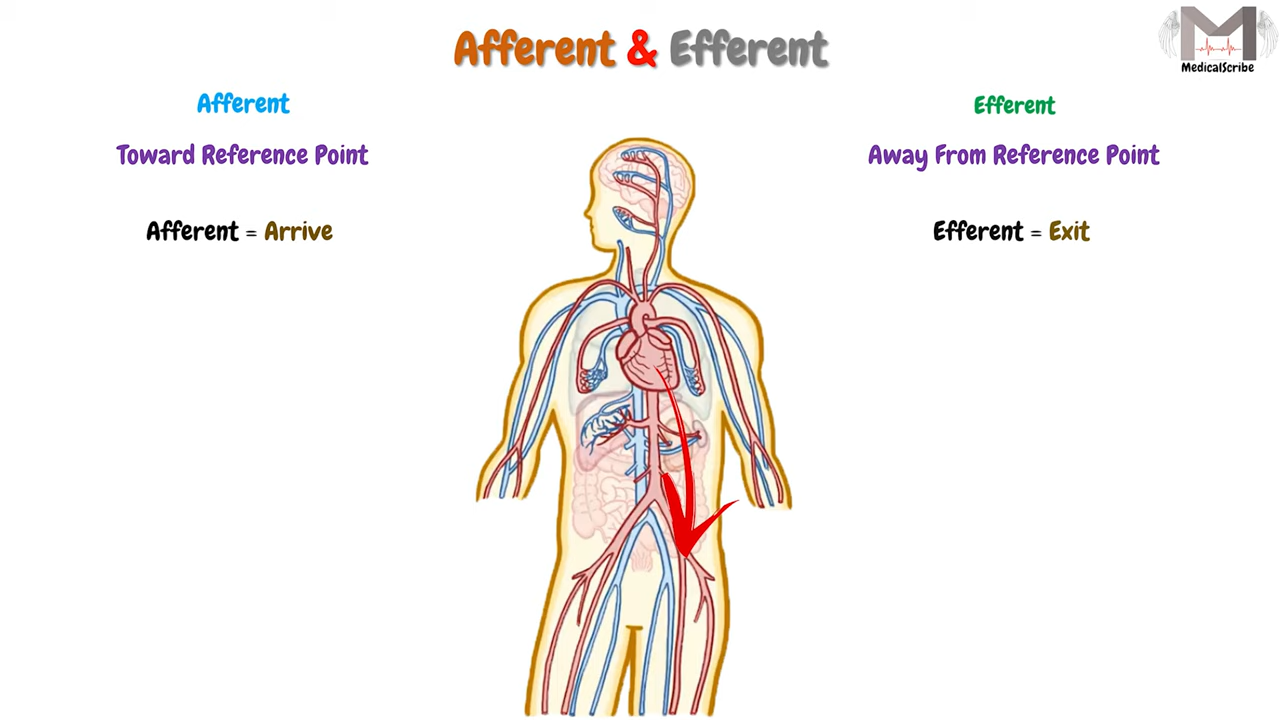 Afferent & Efferent
MedicalScribe
Afferent
Toward Reference Point
Afferent = Arrive
Efferent
Away From Reference Point
Efferent = Exit